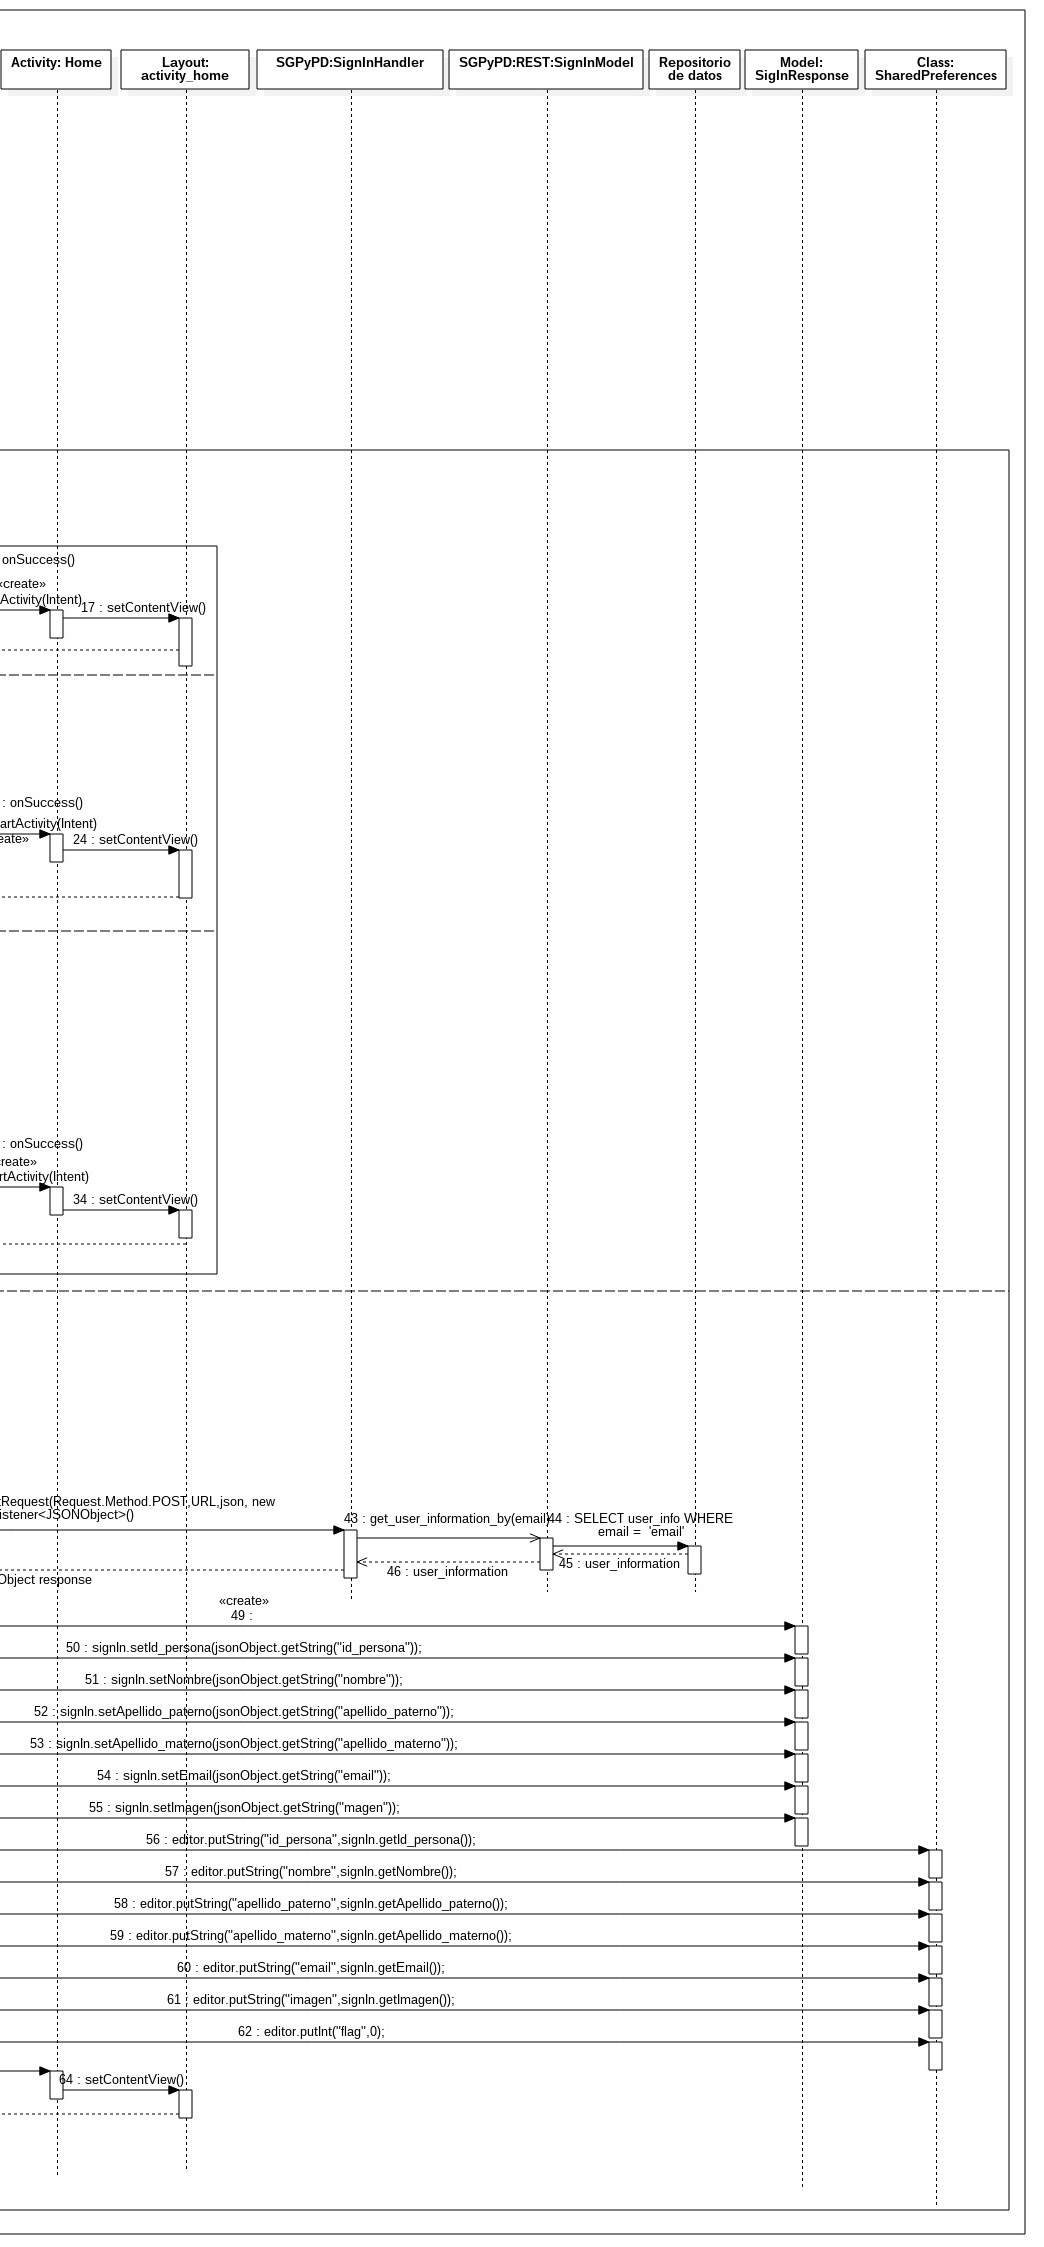 Activity: Home
Layout:
activity_home
SGPyPD:SignInHandler
SGPyPD:REST:SignInModel
Repositorio
de datos
Model:
SigInResponse
Class:
SharedPreferences
onSuccess()
«create»
Activity(Intent)
17 : setContentView()
: onSuccess()
artActivity(Intent)
eate»
24 : setContentView()
: onSuccess()
reate»
rtActivity(Intent)
34 : setContentView()
tRequest(Request.Method.POST,URL,json, new
istener<JSONObject>()
43 : get_user_information_by(email)
44 : SELECT user_info WHERE
email = 'email'
45 : user_information
46 : user_information
Object response
«create»
49 :
50 : signIn.setId_persona(jsonObject.getString("id_persona"));
51 : signIn.setNombre(jsonObject.getString("nombre"));
52 : signIn.setApellido_paterno(jsonObject.getString("apellido_paterno"));
53 : signIn.setApellido_materno(jsonObject.getString("apellido_materno"));
54 : signIn.setEmail(jsonObject.getString("email"));
55 : signIn.setImagen(jsonObject.getString("magen"));
56 : editor.putString("id_persona",signIn.getId_persona());
57 : editor.putString("nombre",signIn.getNombre());
58 : editor.putString("apellido_paterno",signIn.getApellido_paterno());
59 : editor.putString("apellido_materno",signIn.getApellido_materno());
60 : editor.putString("email",signIn.getEmail());
61 : editor.putString("imagen",signIn.getImagen());
62 : editor.putInt("flag",0);
64 : setContentView()